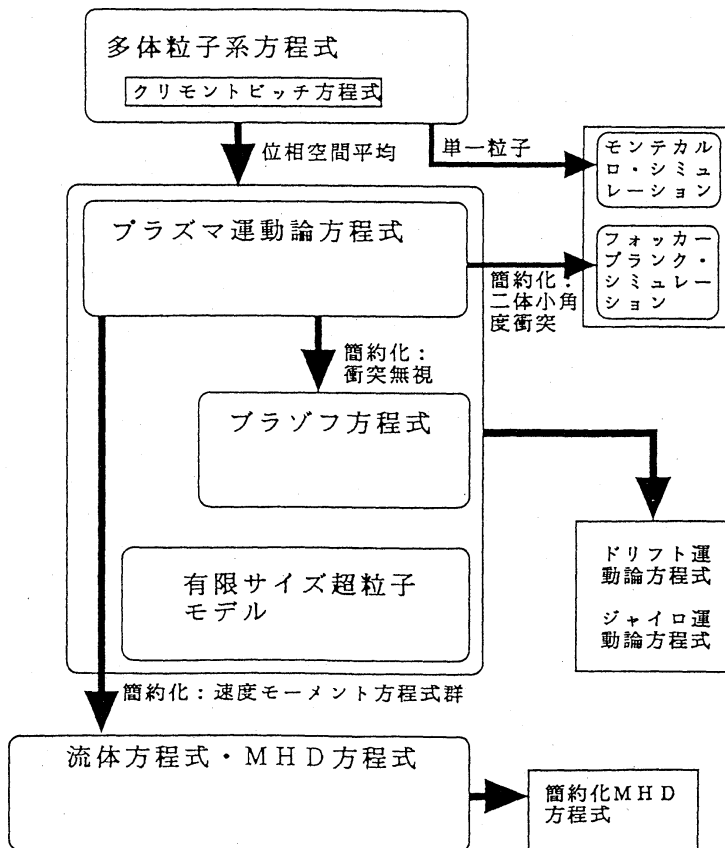 多体粒子系方程式
クリモントビッチ方程式
位相空間平均
単一粒子
モンテカル
ロ・シミュ
レーション
プラズマ運動論方程式
フォッカー
プランク・
シミュレー
ション
簡約化：
二体小角
度衝突
簡約化：
衝突無視
ブラゾフ方程式
有限サイズ超粒子
モデル
ドリフト運
動論方程式
ジャイロ運
動論方程式
簡約化：速度モーメント方程式群
流体方程式・ＭＨＤ方程式
簡約化ＭＨＤ
方程式